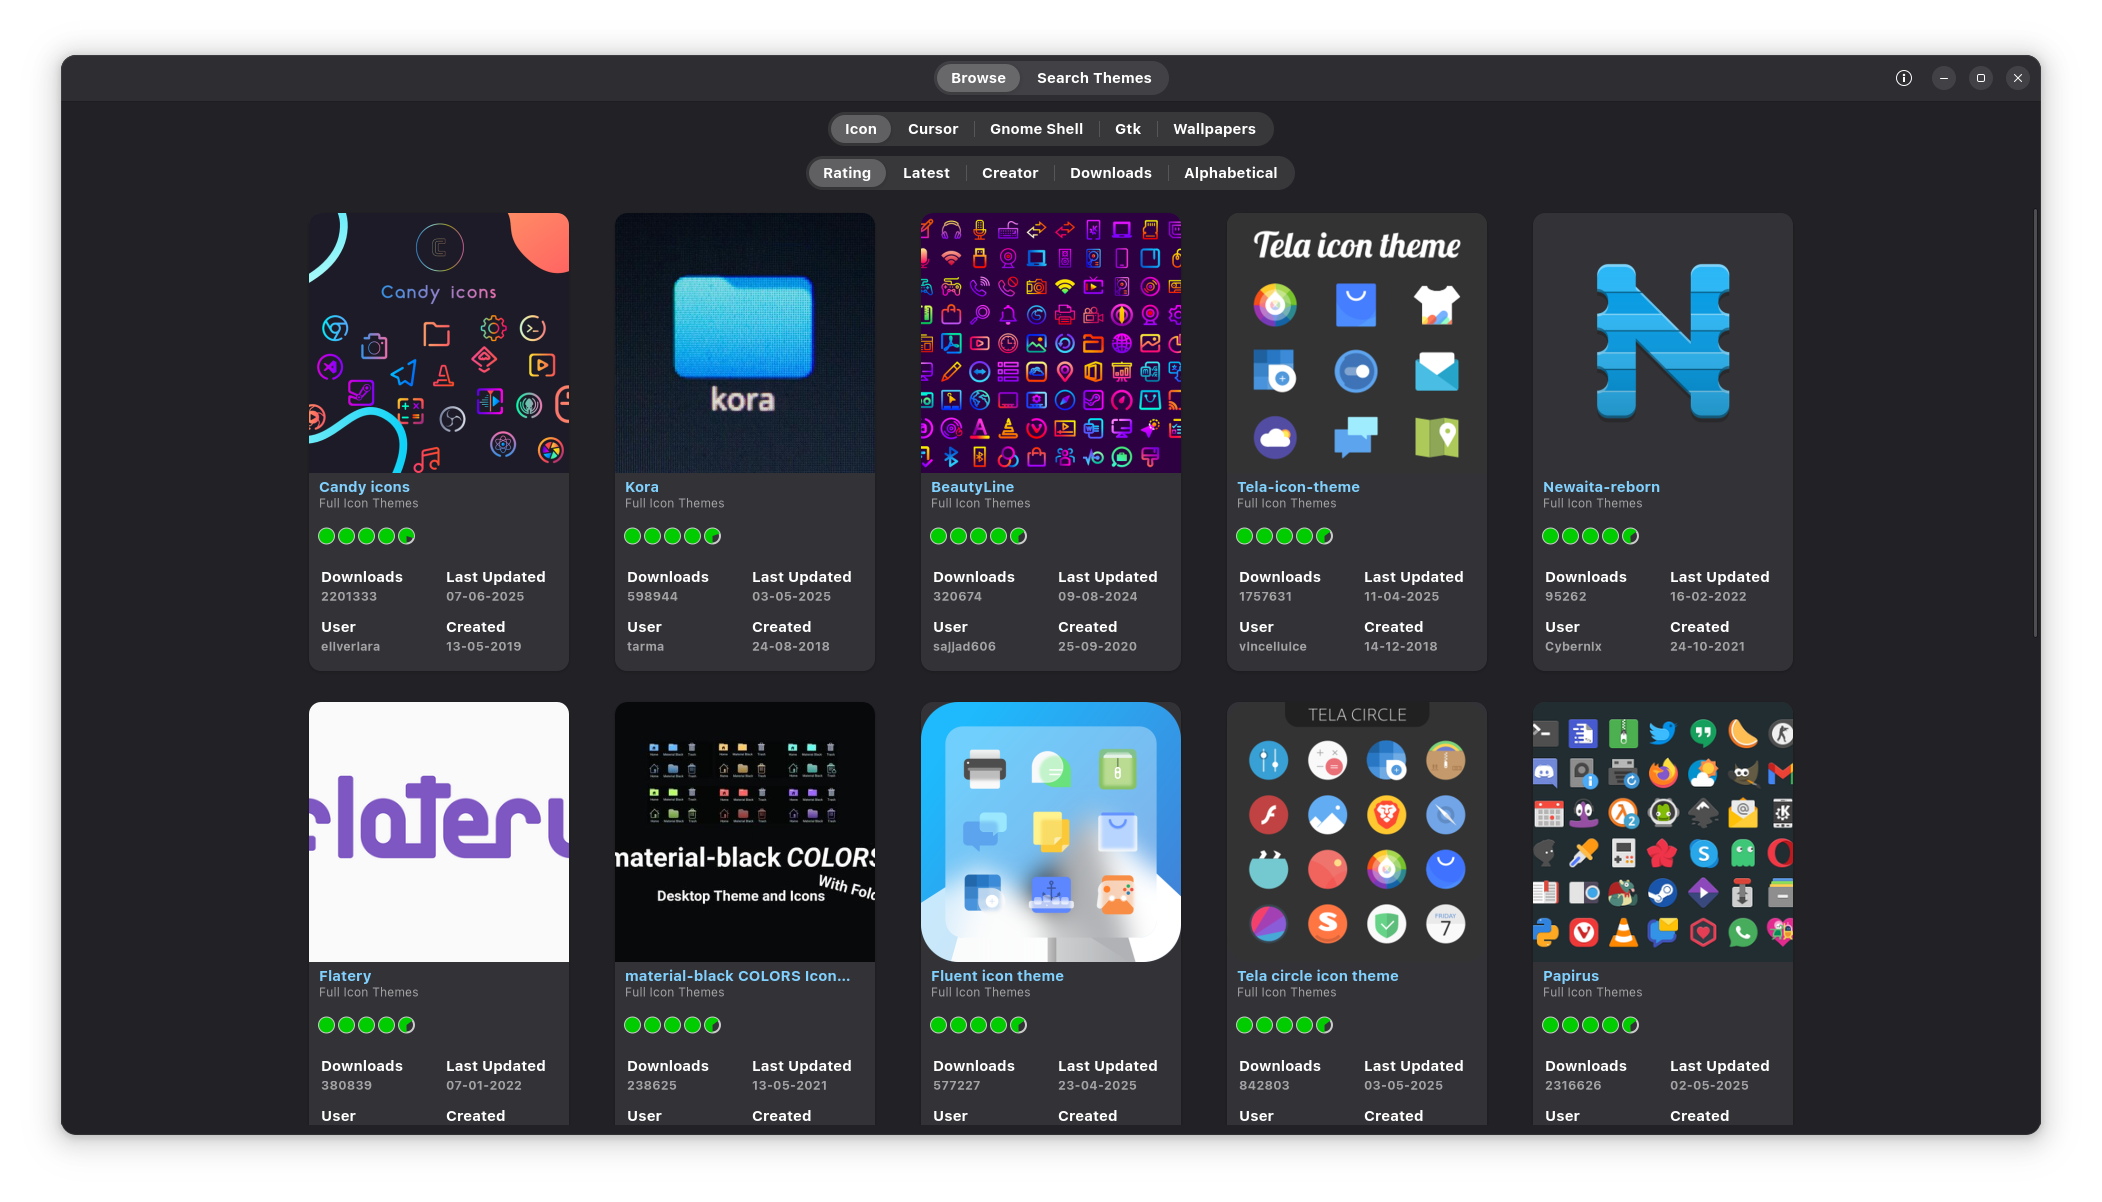 Browse Search Themes
Icon Cursor Gnome Shell Gtk Wallpapers
Rating Latest Creator Downloads Alphabetical
C
Candy icons
Candy icons
Full Icon Themes
Downloads Last Updated
2201333 07-06-2025
User Created
eliverlara 13-05-2019
kora
Kora
Full Icon Themes
Downloads Last Updated
598944 03-05-2025
User Created
tarma 24-08-2018
BeautyLine
Full Icon Themes
Downloads Last Updated
320674 09-08-2024
User Created
sajjad606 25-09-2020
Tela icon theme
Tela-icon-theme
Full Icon Themes
Downloads Last Updated
1757631 11-04-2025
User Created
vinceliuice 14-12-2018
N
Newaita-reborn
Full Icon Themes
Downloads Last Updated
95262 16-02-2022
User Created
Cybernix 24-10-2021
flatery
Flatery
Full Icon Themes
Downloads Last Updated
380839 07-01-2022
User Created
material-black COLORS
With Fol
Desktop Theme and Icons
material-black COLORS Icon...
Full Icon Themes
Downloads Last Updated
238625 13-05-2021
User Created
Fluent icon theme
Full Icon Themes
Downloads Last Updated
577227 23-04-2025
User Created
TELA CIRCLE
FRIDAY
7
Tela circle icon theme
Full Icon Themes
Downloads Last Updated
842803 03-05-2025
User Created
Papirus
Full Icon Themes
Downloads Last Updated
2316626 02-05-2025
User Created